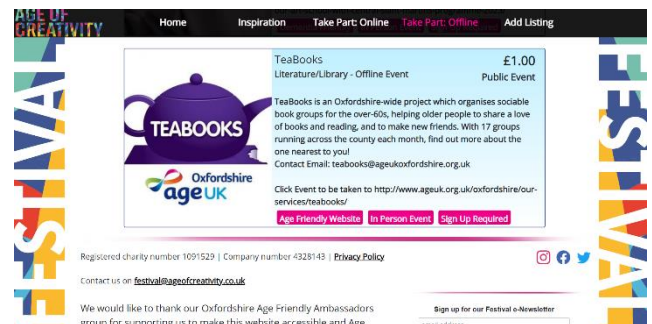 AGE OF
CREATIVITY
Home Inspiration Take Part: Online Take Part: Offline Add Listing
FESTIVAL
FESTIVAL
TEABOOKS
Oxfordshire
age UK
TeaBooks £1.00
Literature/Library - Offline Event Public Event
TeaBooks is an Oxfordshire-wide project which organises sociable
book groups for the over-60s, helping older people to share a love
of books and reading, and to make new friends. With 17 groups
running across the county each month, find out more about the
one nearest to you!
Contact Email: teabooks@ageukoxfordshire.org.uk
Click Event to be taken to http://www.ageuk.org.uk/oxfordshire/our-
services/teabooks/
Age Friendly Website In Person Event Sign Up Required
Registered charity number 1091529 | Company number 4328143 | Privacy Policy
Contact us on festival@ageofcreativity.co.uk
We would like to thank our Oxfordshire Age Friendly Ambassadors
group for supporting us to make this website accessible and Age
Sign up for our Festival e-Newsletter